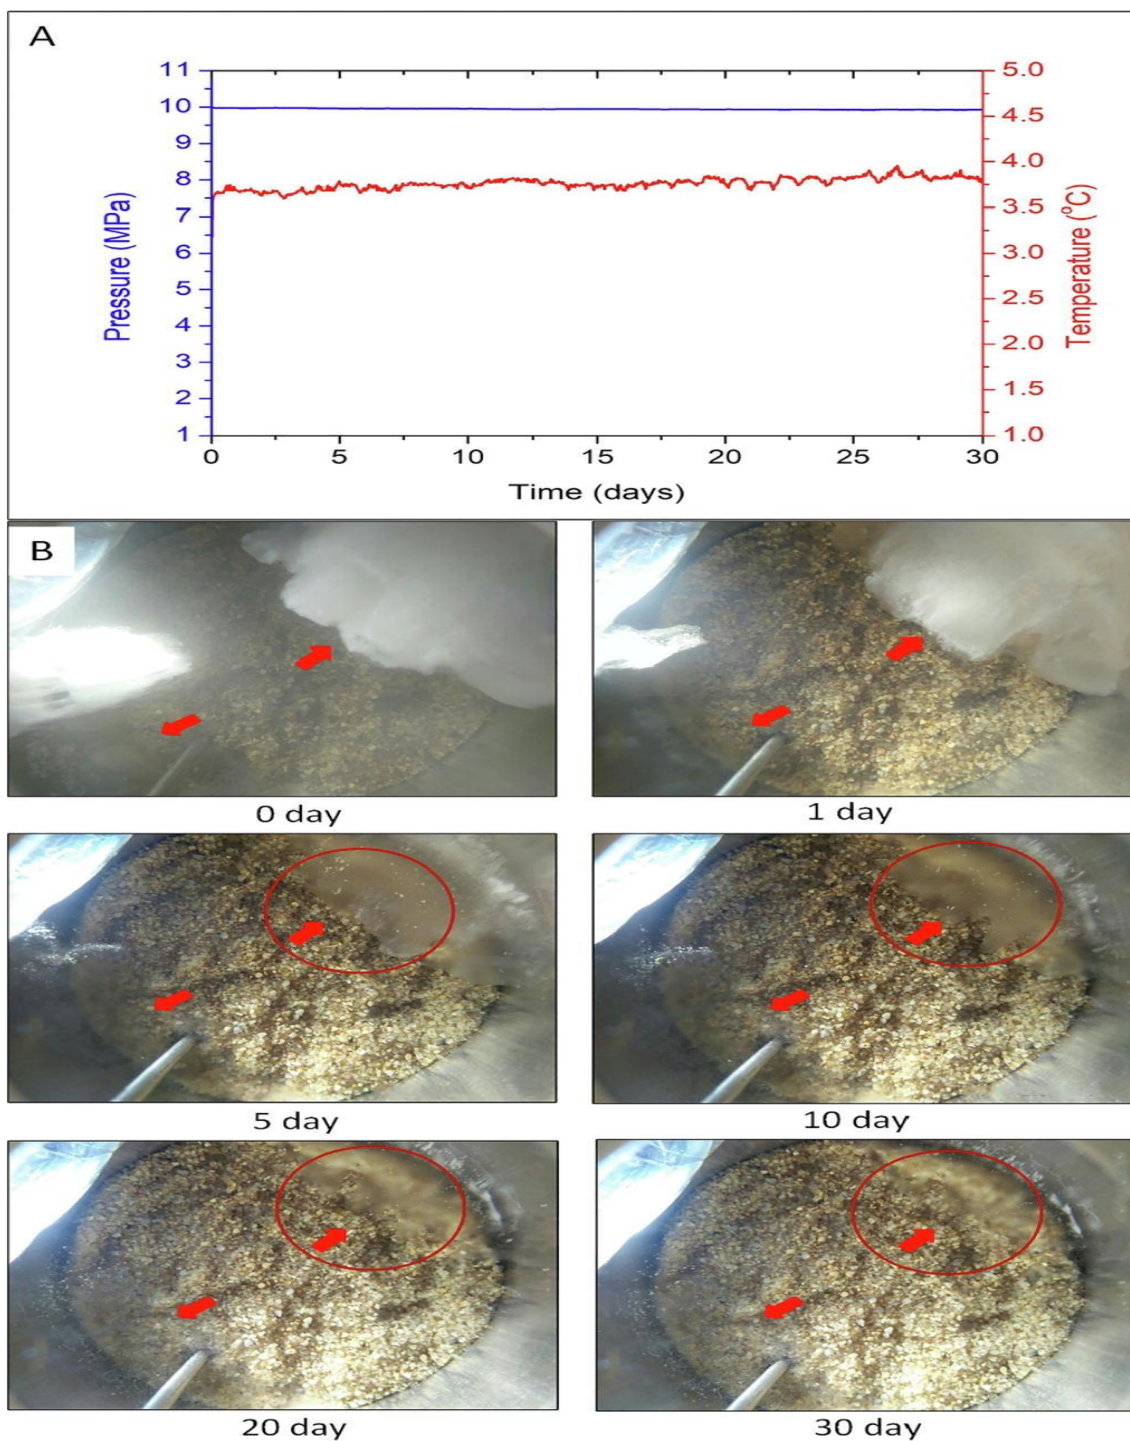 A
11
10
9
8
7
6
5
4
3
2
1
Pressure (MPa)
5.0
4.5
4.0
3.5
3.0
2.5
2.0
1.5
1.0
Temperature (°C)
0 5 10 15 20 25 30
Time (days)
B
0 day
1 day
5 day
10 day
20 day
30 day